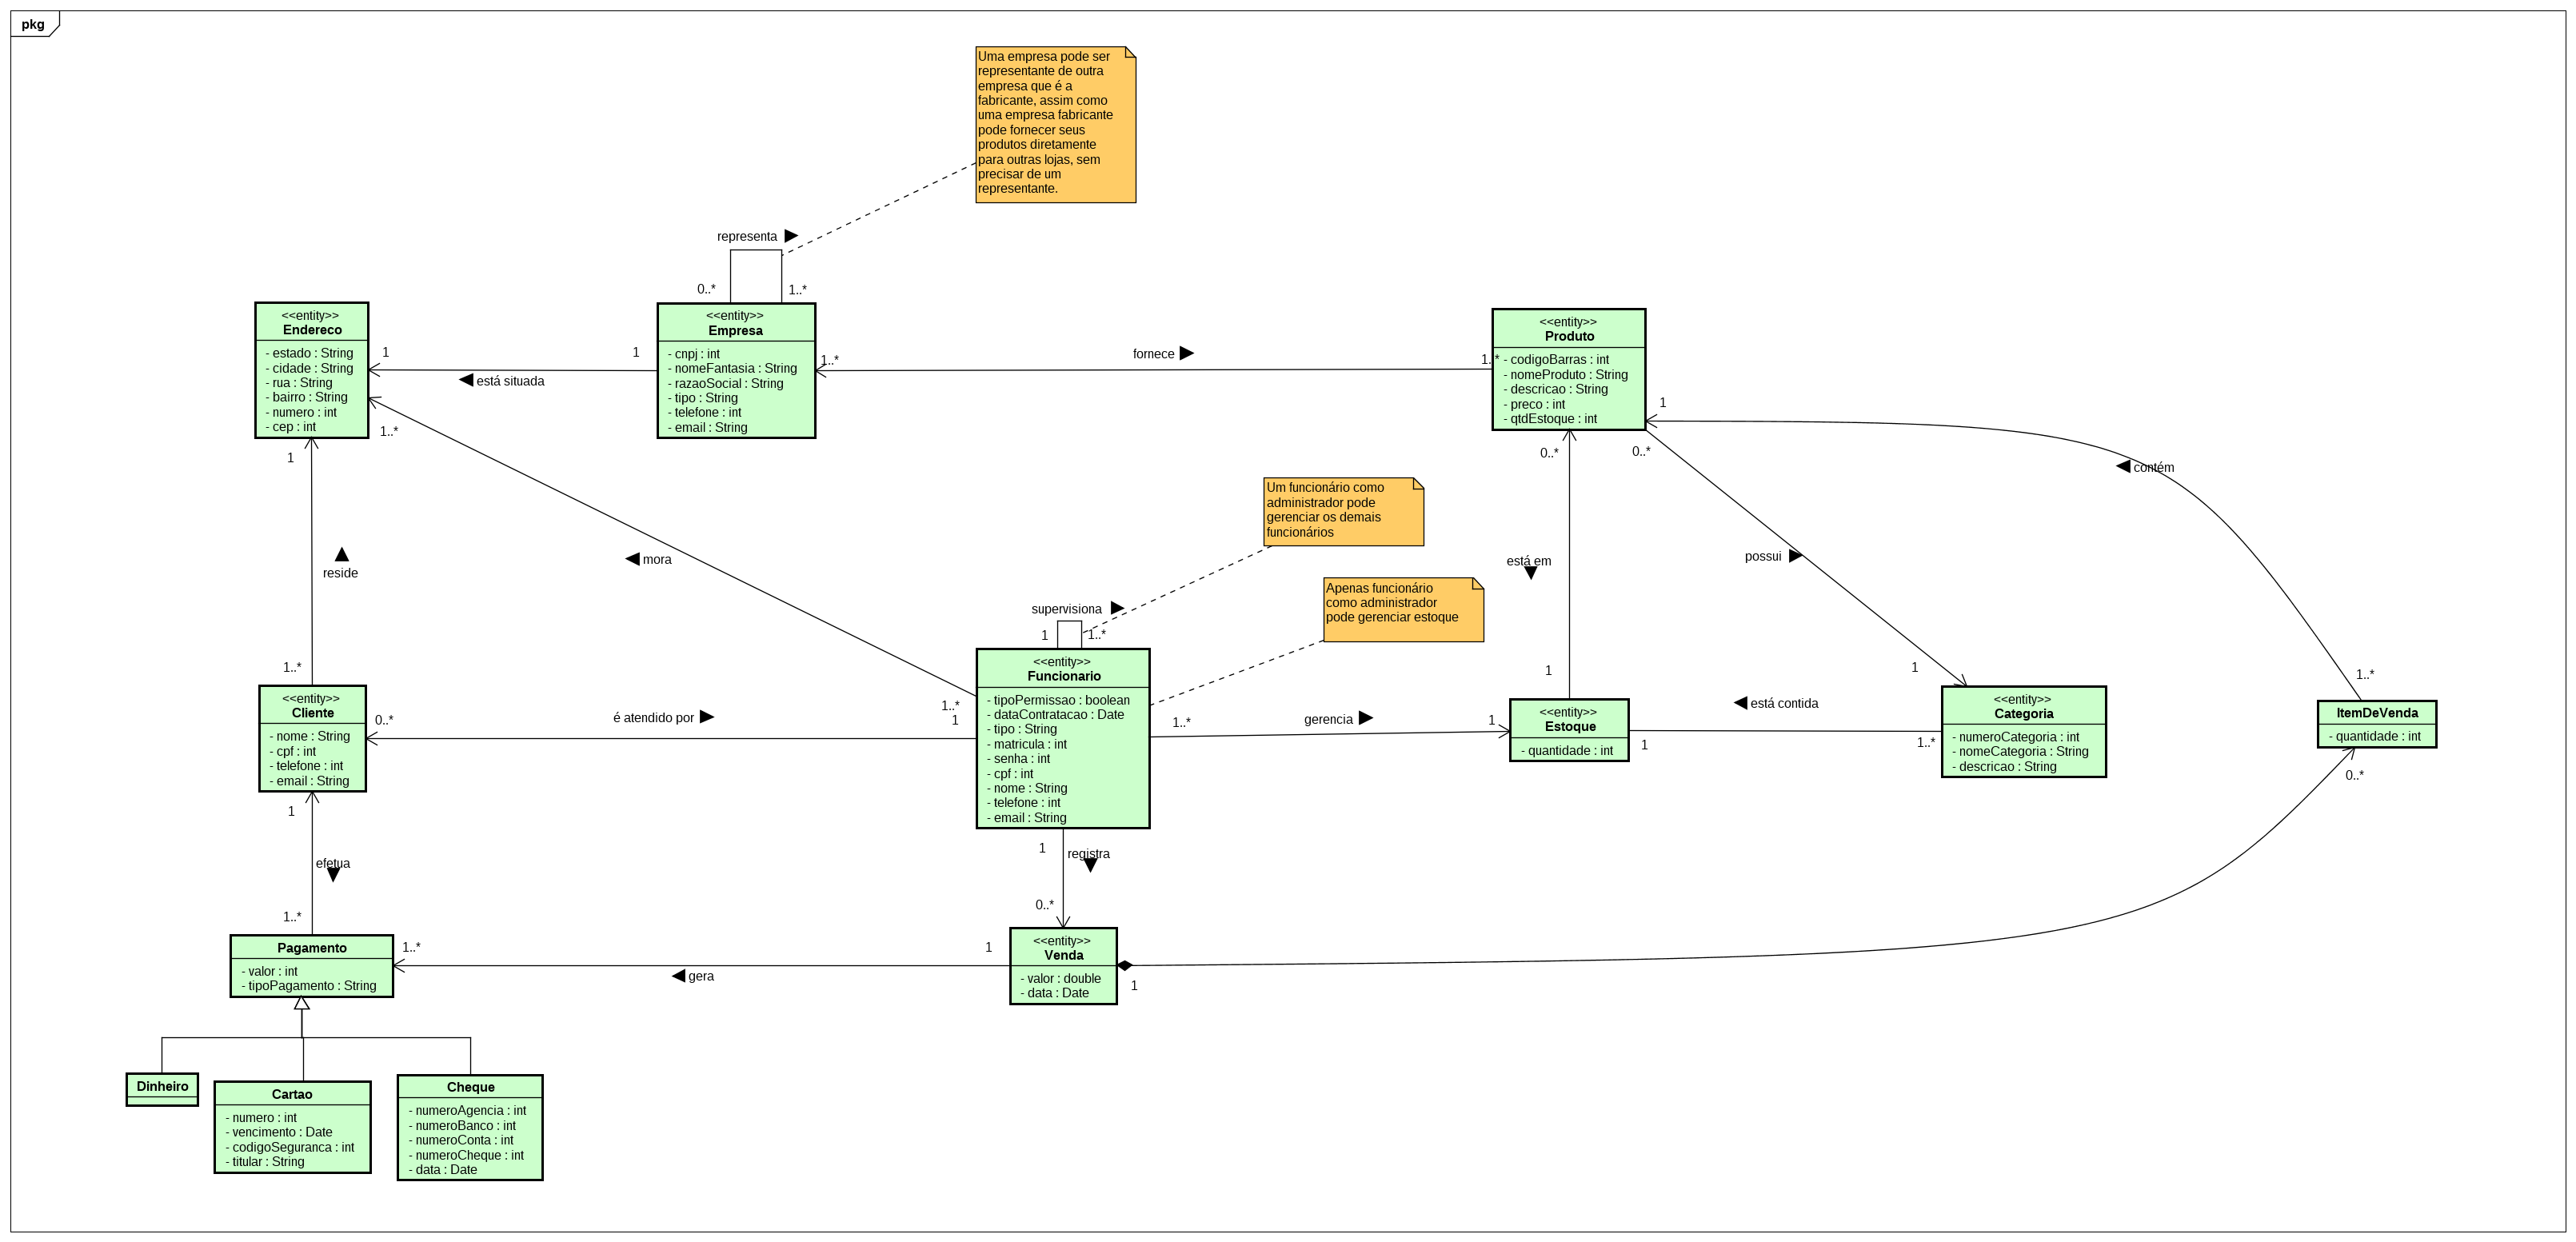 pkg
Uma empresa pode ser
representante de outra
empresa que é a
fabricante, assim como
uma empresa fabricante
pode fornecer seus
produtos diretamente
para outras lojas, sem
precisar de um
representante.
representa
0..*
1..*
<<entity>>
Endereco
- estado : String
- cidade : String
- rua : String
- bairro : String
- numero : int
- cep : int
1
está situada
1
<<entity>>
Empresa
- cnpj : int
- nomeFantasia : String
- razaoSocial : String
- tipo : String
- telefone : int
- email : String
1..*
fornece
1..*
<<entity>>
Produto
- codigoBarras : int
- nomeProduto : String
- descricao : String
- preco : int
- qtdEstoque : int
1
1..*
1
0..*
0..*
contém
Um funcionário como
administrador pode
gerenciar os demais
funcionários
reside
mora
está em
possui
Apenas funcionário
como administrador
pode gerenciar estoque
supervisiona
1
1..*
1..*
1
1
1..*
<<entity>>
Cliente
- nome : String
- cpf : int
- telefone : int
- email : String
0..*
é atendido por
1..*
1
<<entity>>
Funcionario
- tipoPermissao : boolean
- dataContratacao : Date
- tipo : String
- matricula : int
- senha : int
- cpf : int
- nome : String
- telefone : int
- email : String
1..*
gerencia
1
<<entity>>
Estoque
- quantidade : int
1
está contida
1..*
<<entity>>
Categoria
- numeroCategoria : int
- nomeCategoria : String
- descricao : String
ItemDeVenda
- quantidade : int
0..*
1
efetua
1..*
1
registra
0..*
Pagamento
- valor : int
- tipoPagamento : String
1..*
gera
1
<<entity>>
Venda
- valor : double
- data : Date
1
Dinheiro
Cartao
- numero : int
- vencimento : Date
- codigoSeguranca : int
- titular : String
Cheque
- numeroAgencia : int
- numeroBanco : int
- numeroConta : int
- numeroCheque : int
- data : Date